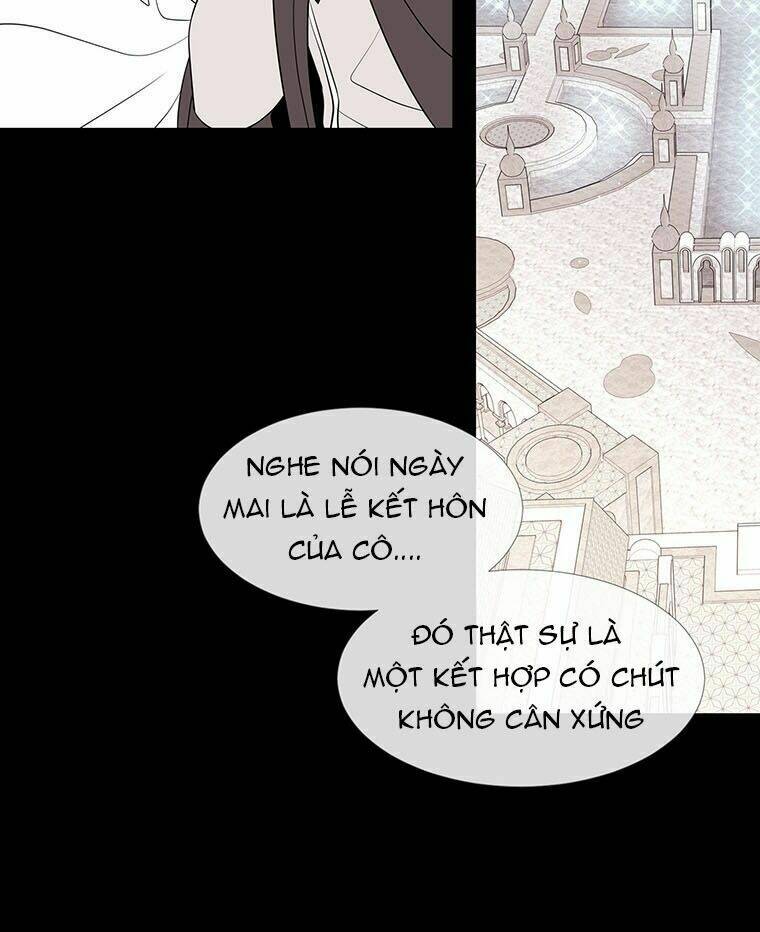 NGHE NÓI NGÀY
MAI LÀ LỄ KẾT HÔN
CỦA CÔ....
ĐÓ THẬT SỰ LÀ
MỘT KẾT HỢP CÓ CHÚT
KHÔNG CÂN XỨNG